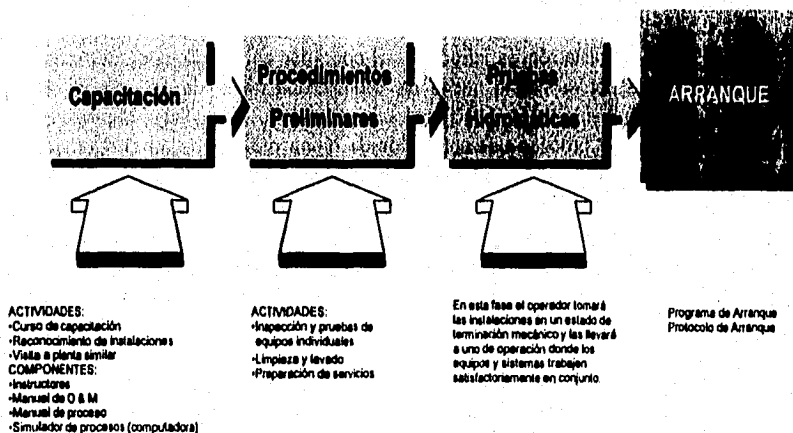 Capacitación
Procedimientos
Preliminares
Pruebas
Hidrostáticas
ARRANQUE
ACTIVIDADES:
•Curso de capacitación
•Reconocimiento de instalaciones
•Visita a planta similar
COMPONENTES:
•Instructores
•Manual de O & M
•Manual de proceso
•Simulador de procesos (computadora)
ACTIVIDADES:
•Inspección y pruebas de
equipos individuales
•Limpieza y lavado
•Preparación de servicios
En esta fase el operador tomará
las instalaciones en un estado de
terminación mecánico y las llevará
a uno de operación donde los
equipos y sistemas trabajen
satisfactoriamente en conjunto.
Programa de Arranque
Protocolo de Arranque